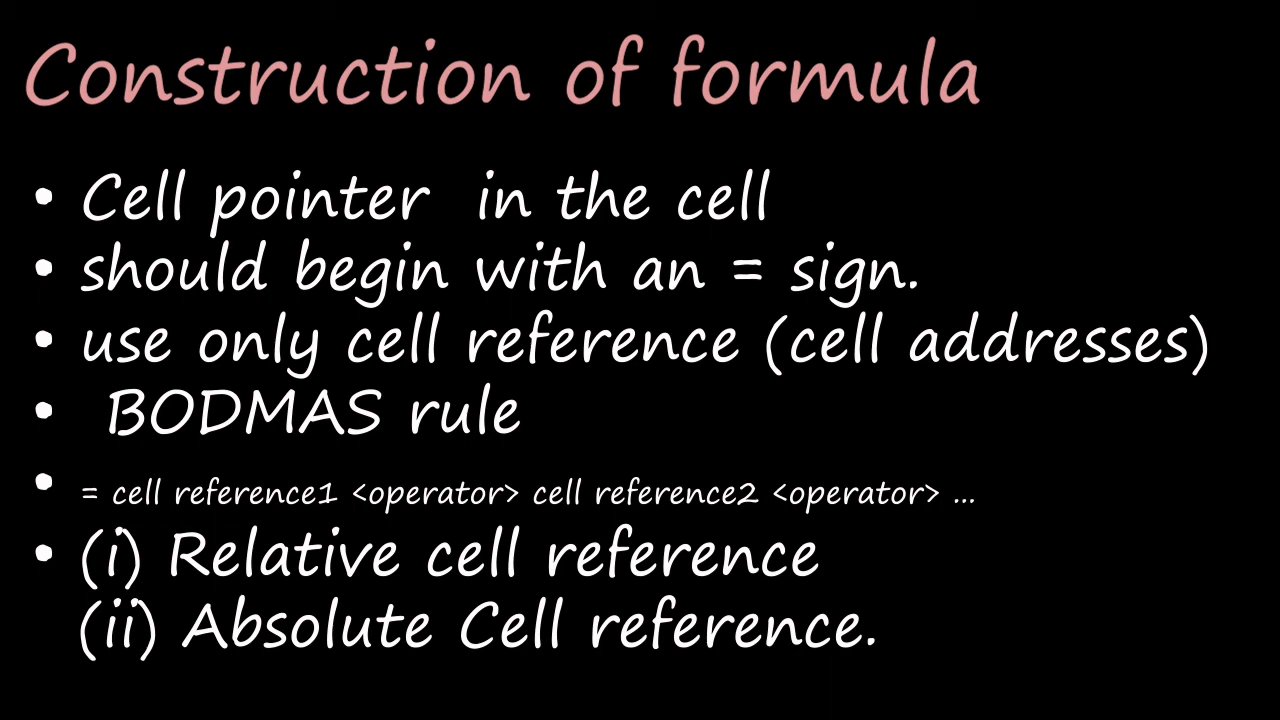 Construction of formula
• Cell pointer in the cell
• should begin with an = sign.
• use only cell reference (cell addresses)
• BODMAS rule
• = cell reference1 <operator> cell reference2 <operator> ...
• (i) Relative cell reference
(ii) Absolute Cell reference.